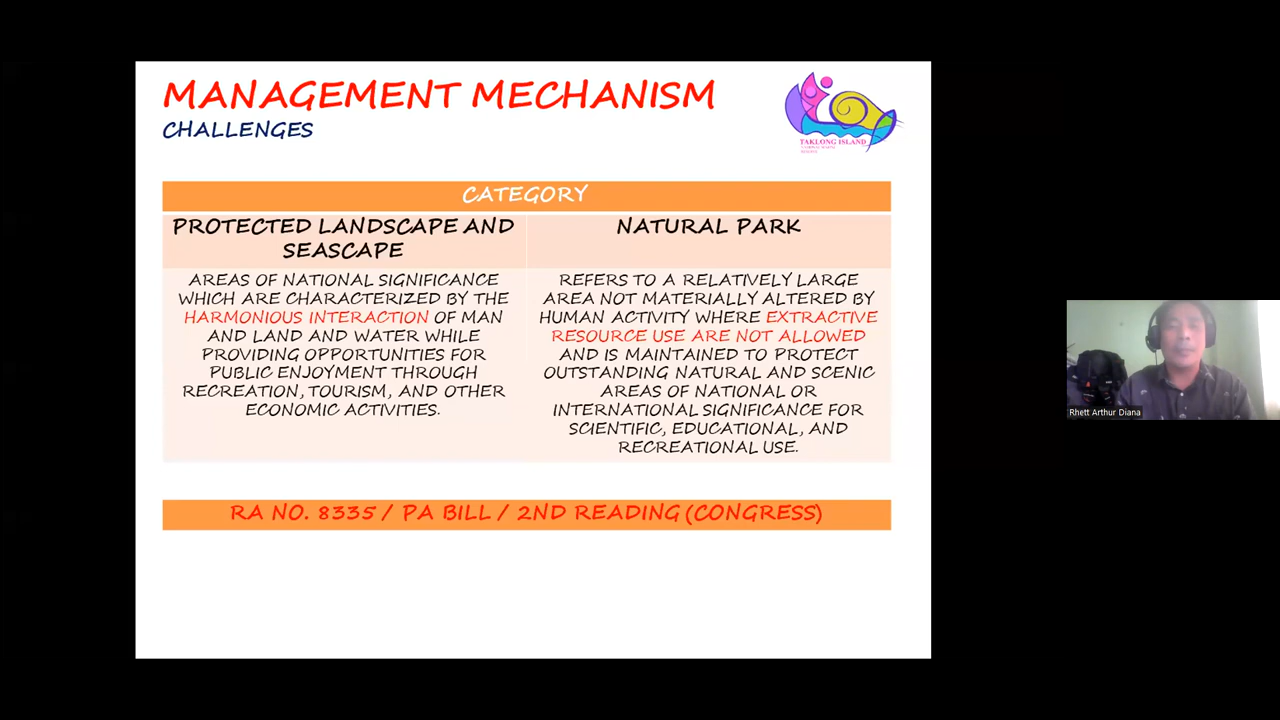 MANAGEMENT MECHANISM
CHALLENGES
TAKLONG ISLAND
CATEGORY
PROTECTED LANDSCAPE AND
SEASCAPE
NATURAL PARK
AREAS OF NATIONAL SIGNIFICANCE
WHICH ARE CHARACTERIZED BY THE
HARMONIOUS INTERACTION OF MAN
AND LAND AND WATER WHILE
PROVIDING OPPORTUNITIES FOR
PUBLIC ENJOYMENT THROUGH
RECREATION, TOURISM, AND OTHER
ECONOMIC ACTIVITIES.
REFERS TO A RELATIVELY LARGE
AREA NOT MATERIALLY ALTERED BY
HUMAN ACTIVITY WHERE EXTRACTIVE
RESOURCE USE ARE NOT ALLOWED
AND IS MAINTAINED TO PROTECT
OUTSTANDING NATURAL AND SCENIC
AREAS OF NATIONAL OR
INTERNATIONAL SIGNIFICANCE FOR
SCIENTIFIC, EDUCATIONAL, AND
RECREATIONAL USE.
RA NO. 8335 / PA BILL / 2ND READING (CONGRESS)
Rhett Arthur Diana